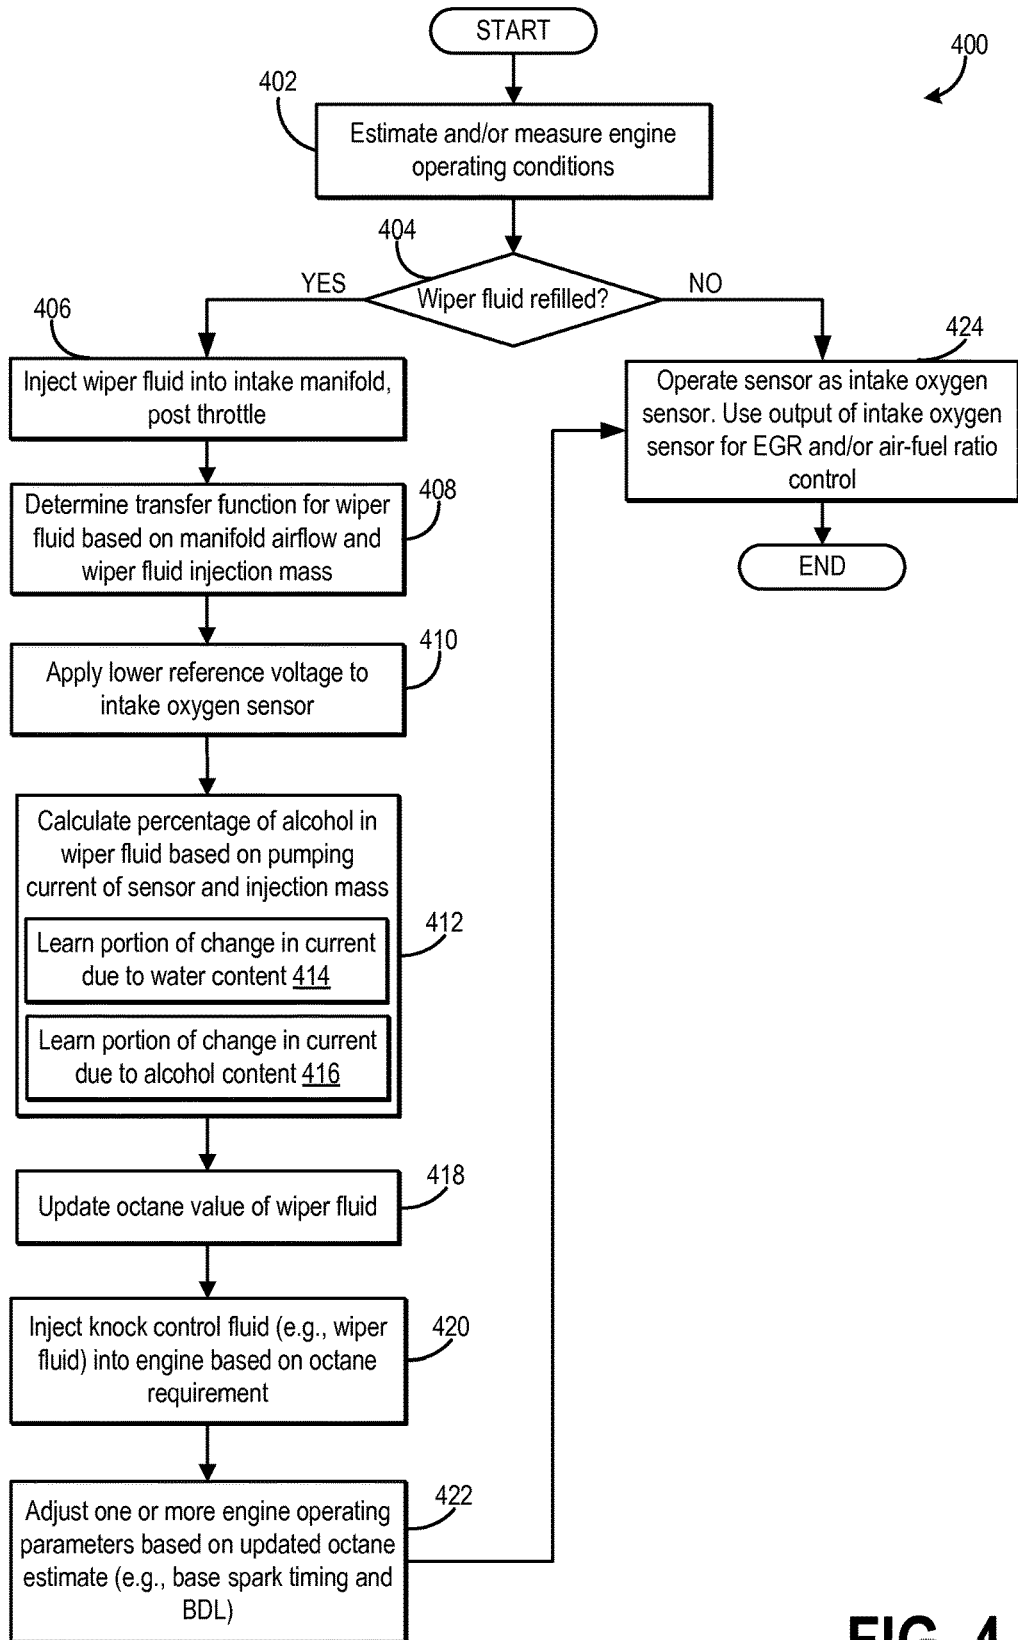 START
400
402
Estimate and/or measure engine
operating conditions
404
YES
Wiper fluid refilled?
NO
406
Inject wiper fluid into intake manifold,
post throttle
424
Operate sensor as intake oxygen
sensor. Use output of intake oxygen
sensor for EGR and/or air-fuel ratio
control
END
408
Determine transfer function for wiper
fluid based on manifold airflow and
wiper fluid injection mass
410
Apply lower reference voltage to
intake oxygen sensor
Calculate percentage of alcohol in
wiper fluid based on pumping
current of sensor and injection mass
412
Learn portion of change in current
due to water content 414
Learn portion of change in current
due to alcohol content 416
418
Update octane value of wiper fluid
420
Inject knock control fluid (e.g., wiper
fluid) into engine based on octane
requirement
422
Adjust one or more engine operating
parameters based on updated octane
estimate (e.g., base spark timing and
BDL)
FIG. 4